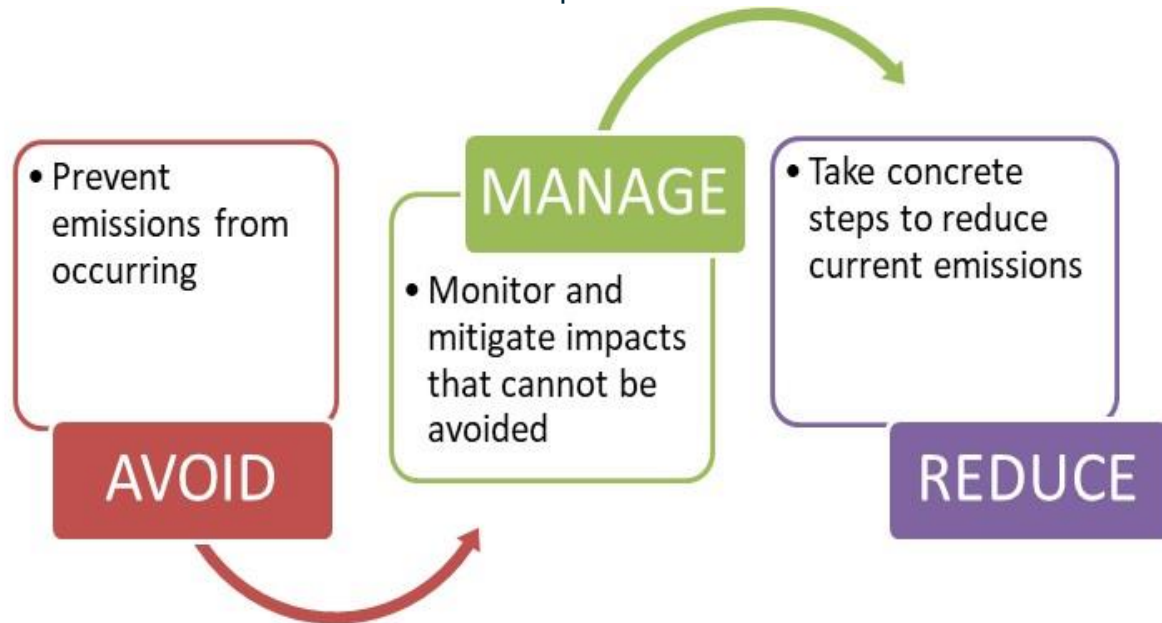 • Prevent
emissions from
occurring
AVOID
MANAGE
• Monitor and
mitigate impacts
that cannot be
avoided
• Take concrete
steps to reduce
current emissions
REDUCE